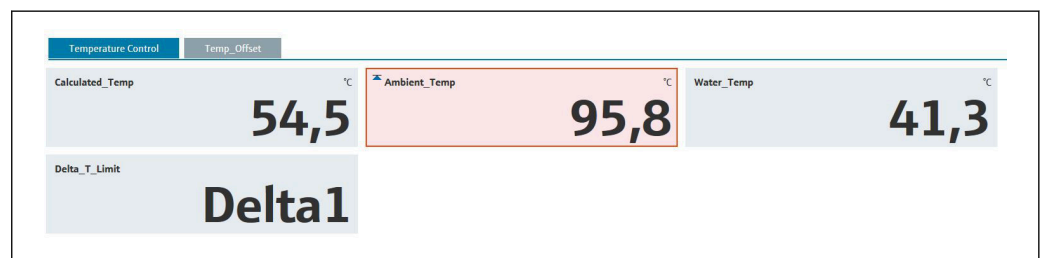 Temperature Control Temp_Offset
Calculated_Temp °C Ambient_Temp °C Water_Temp °C
54,5 95,8 41,3
Delta_T_Limit
Delta1